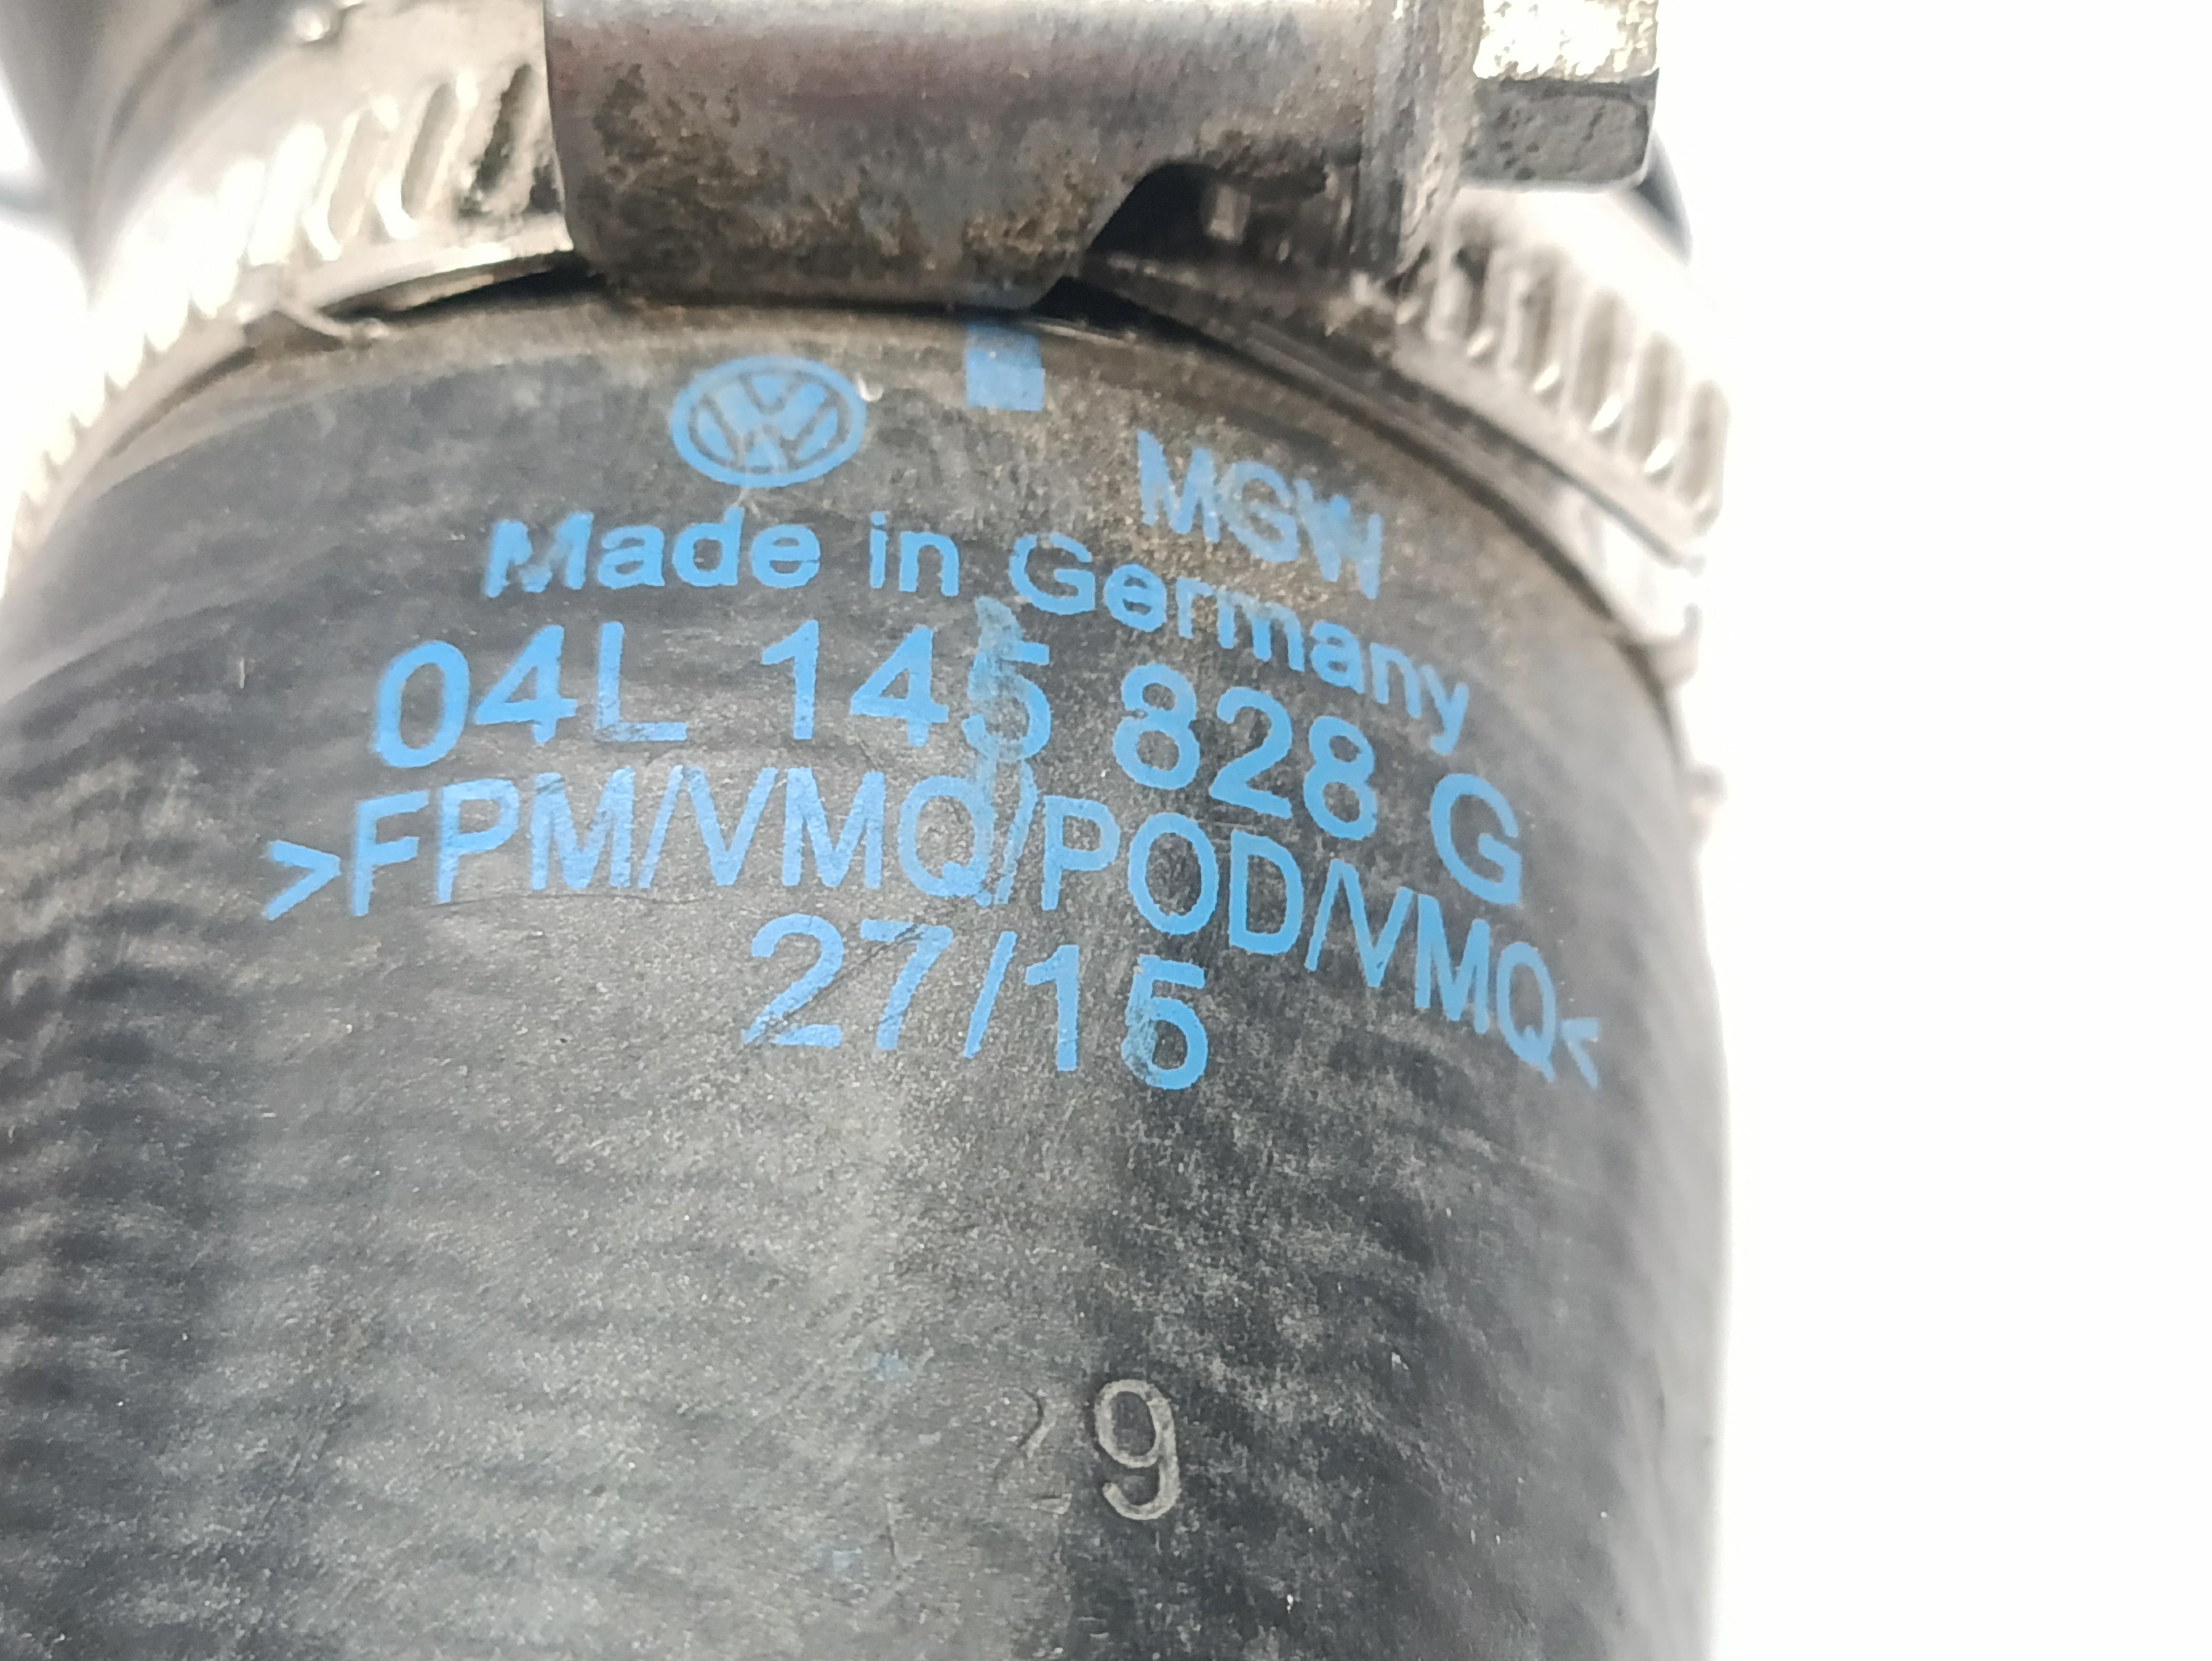 MGW
Made in Germany
04L 145 828 G
>FPM/VMQ/POD/VMQ<
27/15
29